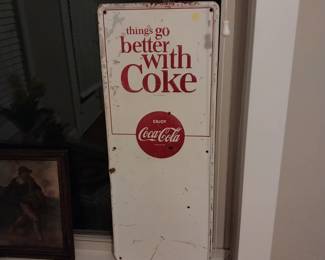 things go
better
with
Coke
ENJOY
Coca-Cola